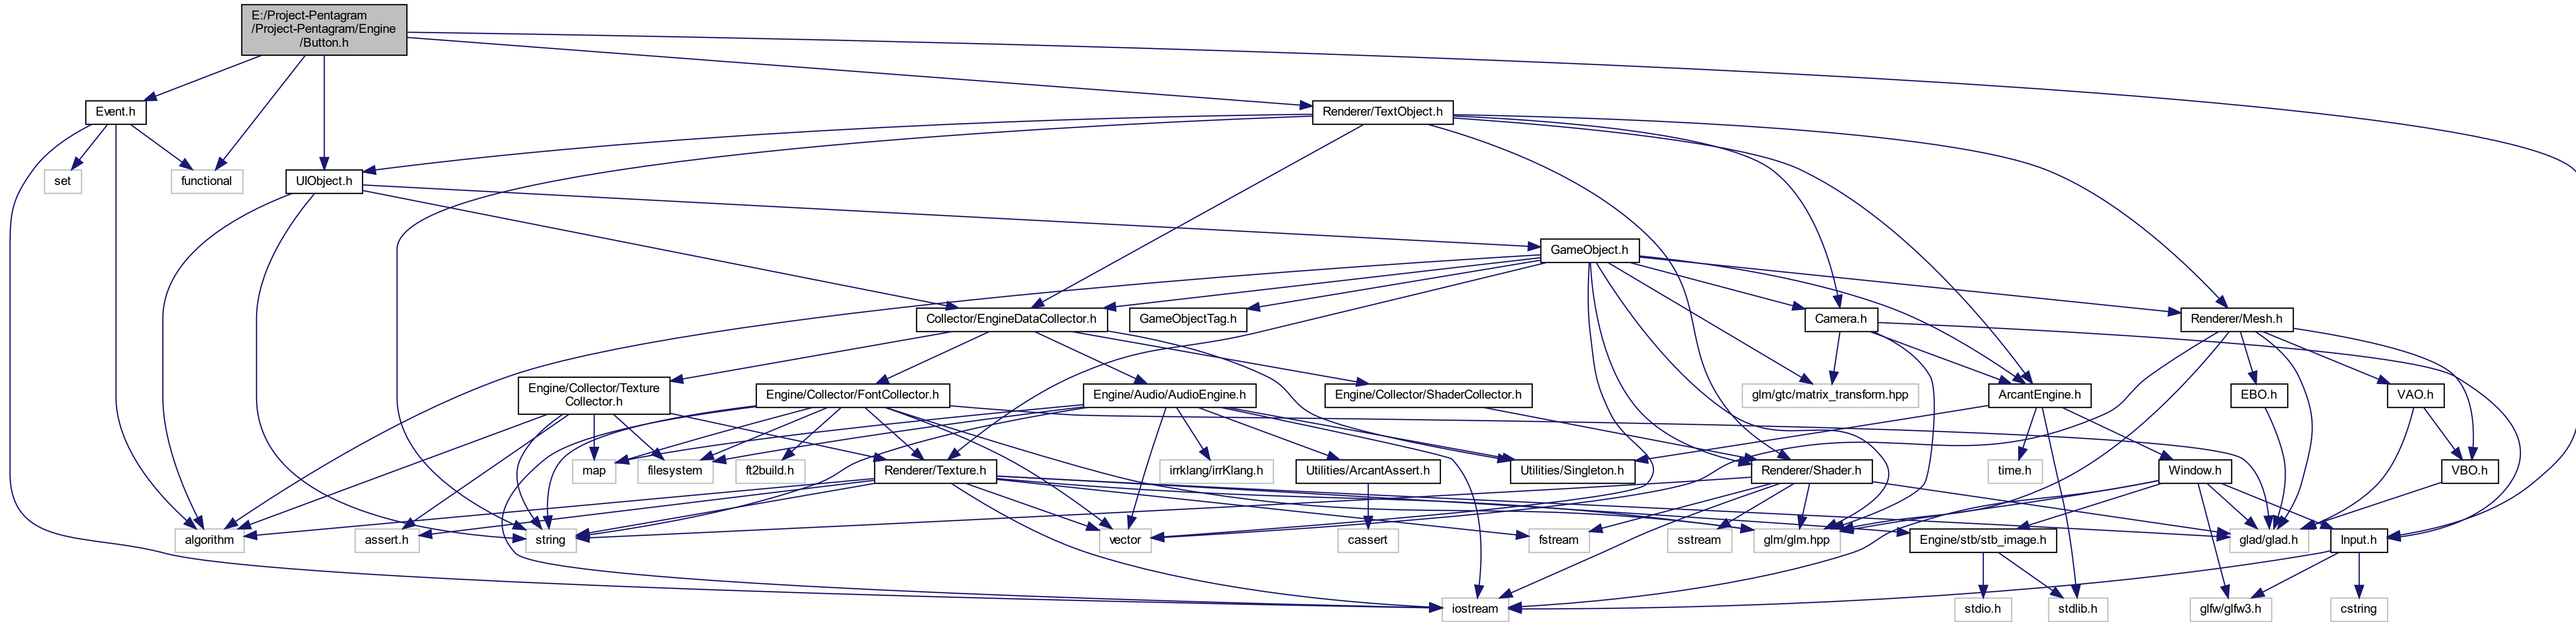 E:/Project-Pentagram
/Project-Pentagram/Engine
/Button.h
Event.h
Renderer/TextObject.h
set
functional
UIObject.h
GameObject.h
Collector/EngineDataCollector.h
GameObjectTag.h
Camera.h
Renderer/Mesh.h
Engine/Collector/Texture
Collector.h
Engine/Collector/FontCollector.h
Engine/Audio/AudioEngine.h
Engine/Collector/ShaderCollector.h
glm/gtc/matrix_transform.hpp
ArcantEngine.h
EBO.h
VAO.h
map
filesystem
ft2build.h
Renderer/Texture.h
irrklang/irrKlang.h
Utilities/ArcantAssert.h
Utilities/Singleton.h
Renderer/Shader.h
time.h
Window.h
VBO.h
algorithm
assert.h
string
vector
cassert
fstream
sstream
glm/glm.hpp
Engine/stb/stb_image.h
glad/glad.h
Input.h
iostream
stdio.h
stdlib.h
glfw/glfw3.h
cstring